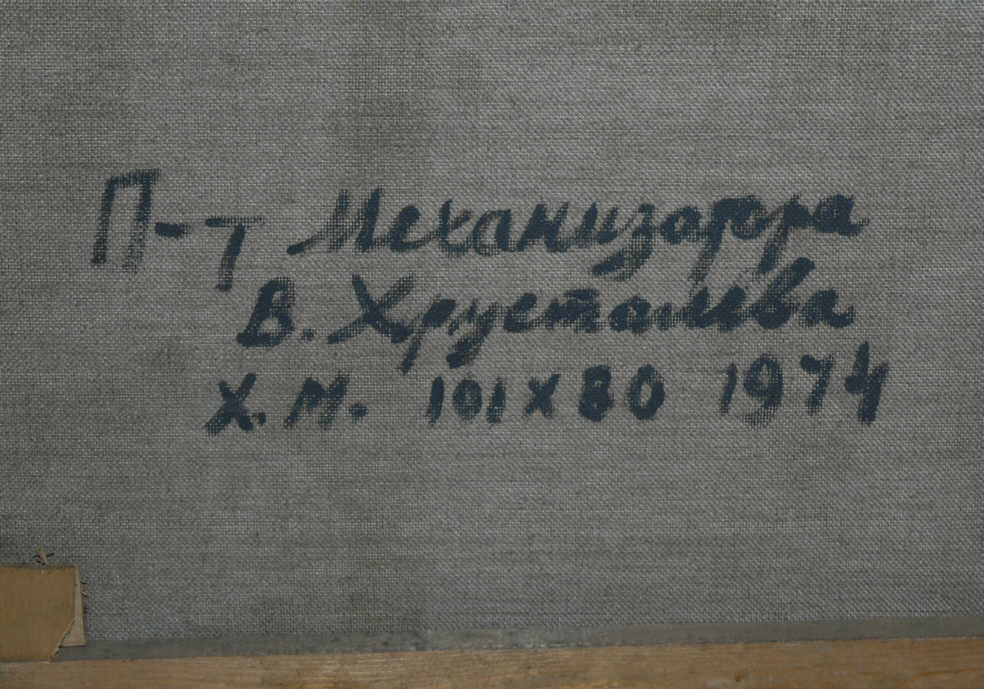 П-т Механизатора
В. Хрусталева
Х.М. 101х80 1974